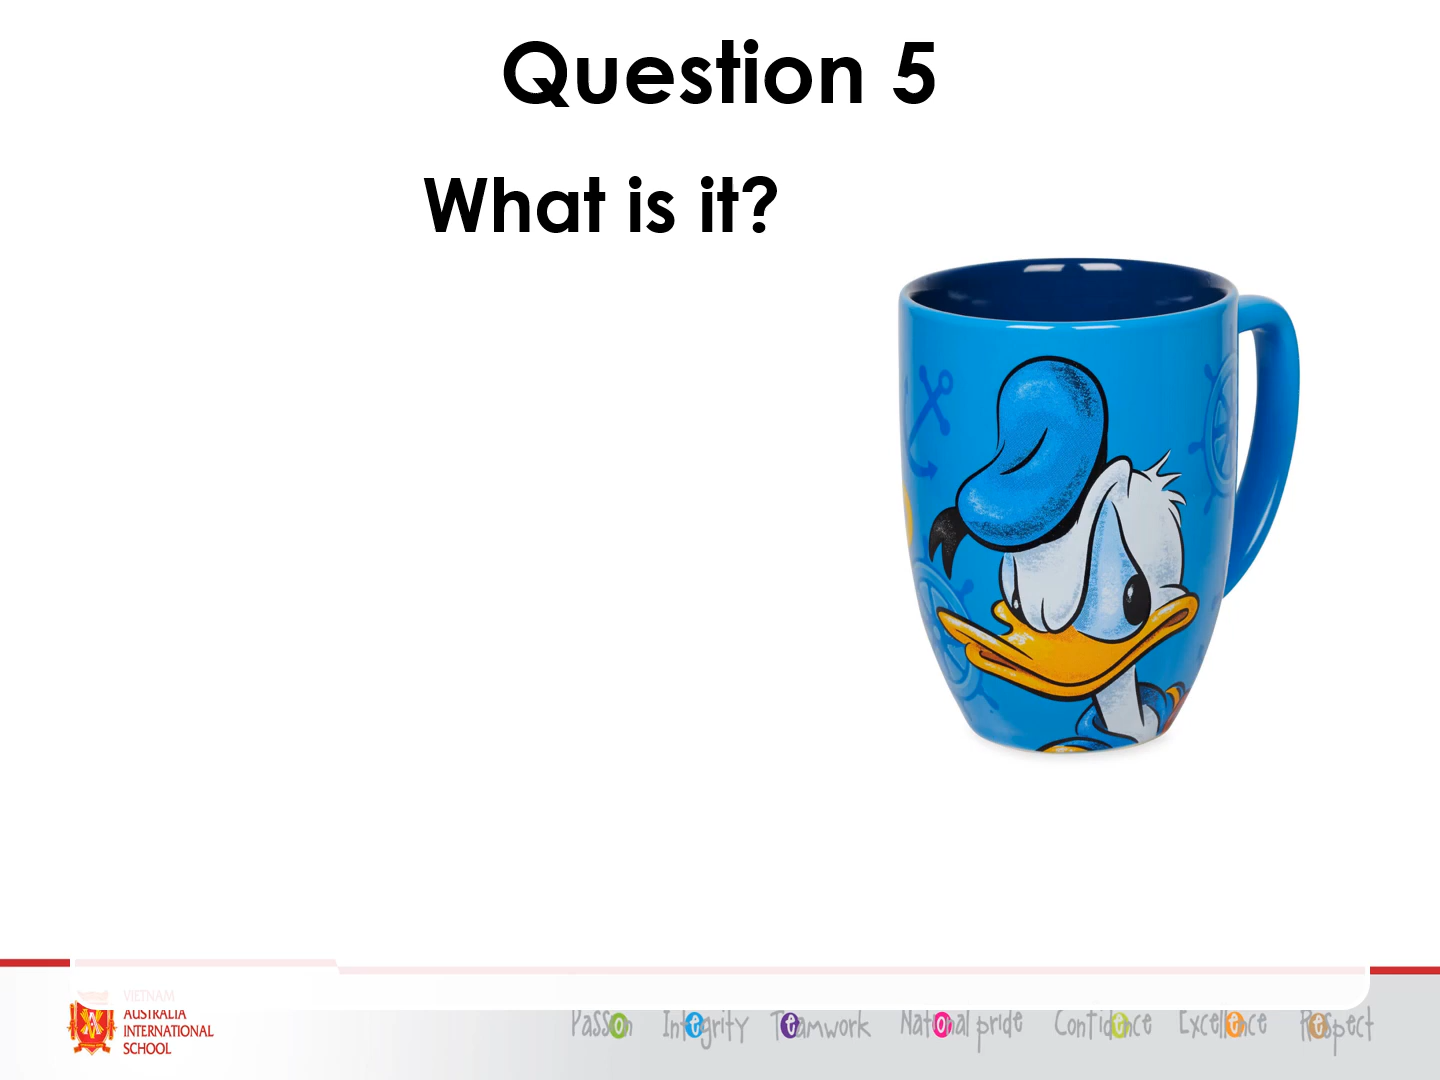 Question 5
What is it?
VIETNAM
AUSTRALIA
INTERNATIONAL
SCHOOL
Passion Integrity Teamwork National pride Confidence Excellence Respect